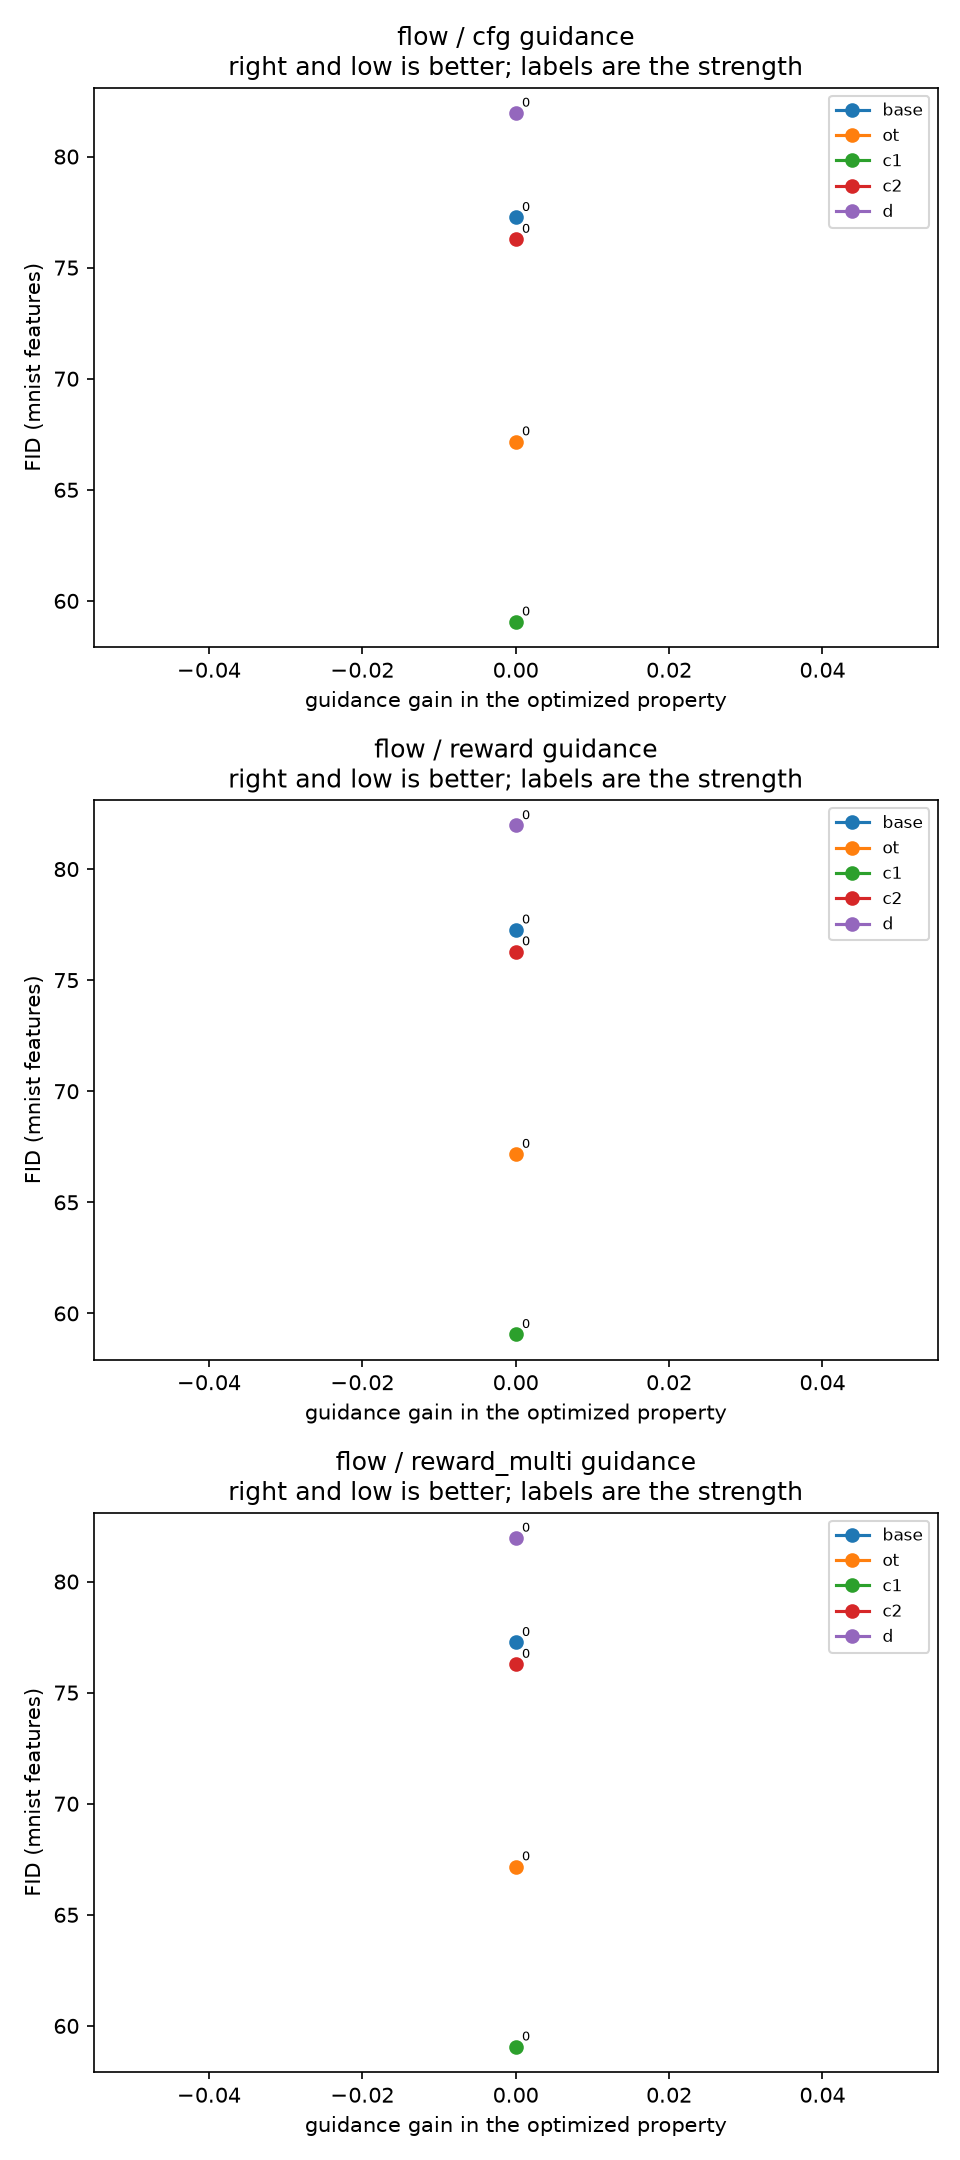 flow / cfg guidance
right and low is better; labels are the strength
FID (mnist features)
80
75
70
65
60
0
0
0
0
0
base
ot
c1
c2
d
−0.04
−0.02
0.00
0.02
0.04
guidance gain in the optimized property
flow / reward guidance
right and low is better; labels are the strength
FID (mnist features)
80
75
70
65
60
0
0
0
0
0
base
ot
c1
c2
d
−0.04
−0.02
0.00
0.02
0.04
guidance gain in the optimized property
flow / reward_multi guidance
right and low is better; labels are the strength
FID (mnist features)
80
75
70
65
60
0
0
0
0
0
base
ot
c1
c2
d
−0.04
−0.02
0.00
0.02
0.04
guidance gain in the optimized property